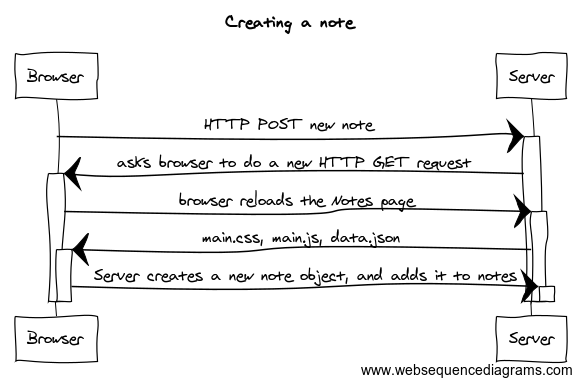 Creating a note
Browser
Server
HTTP POST new note
asks browser to do a new HTTP GET request
browser reloads the Notes page
main.css, main.js, data.json
Server creates a new note object, and adds it to notes
Browser
Server
www.websequencediagrams.com